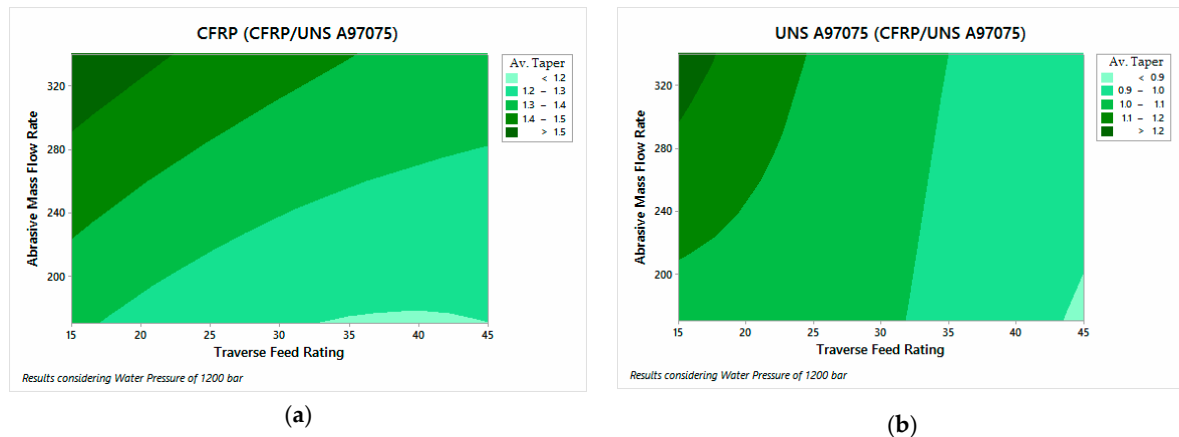 CFRP (CFRP/UNS A97075)
Abrasive Mass Flow Rate
320
280
240
200
15 20 25 30 35 40 45
Traverse Feed Rating
Av. Taper
< 1.2
1.2 – 1.3
1.3 – 1.4
1.4 – 1.5
> 1.5
Results considering Water Pressure of 1200 bar
(a)
UNS A97075 (CFRP/UNS A97075)
Abrasive Mass Flow Rate
320
280
240
200
15 20 25 30 35 40 45
Traverse Feed Rating
Av. Taper
< 0.9
0.9 – 1.0
1.0 – 1.1
1.1 – 1.2
> 1.2
Results considering Water Pressure of 1200 bar
(b)